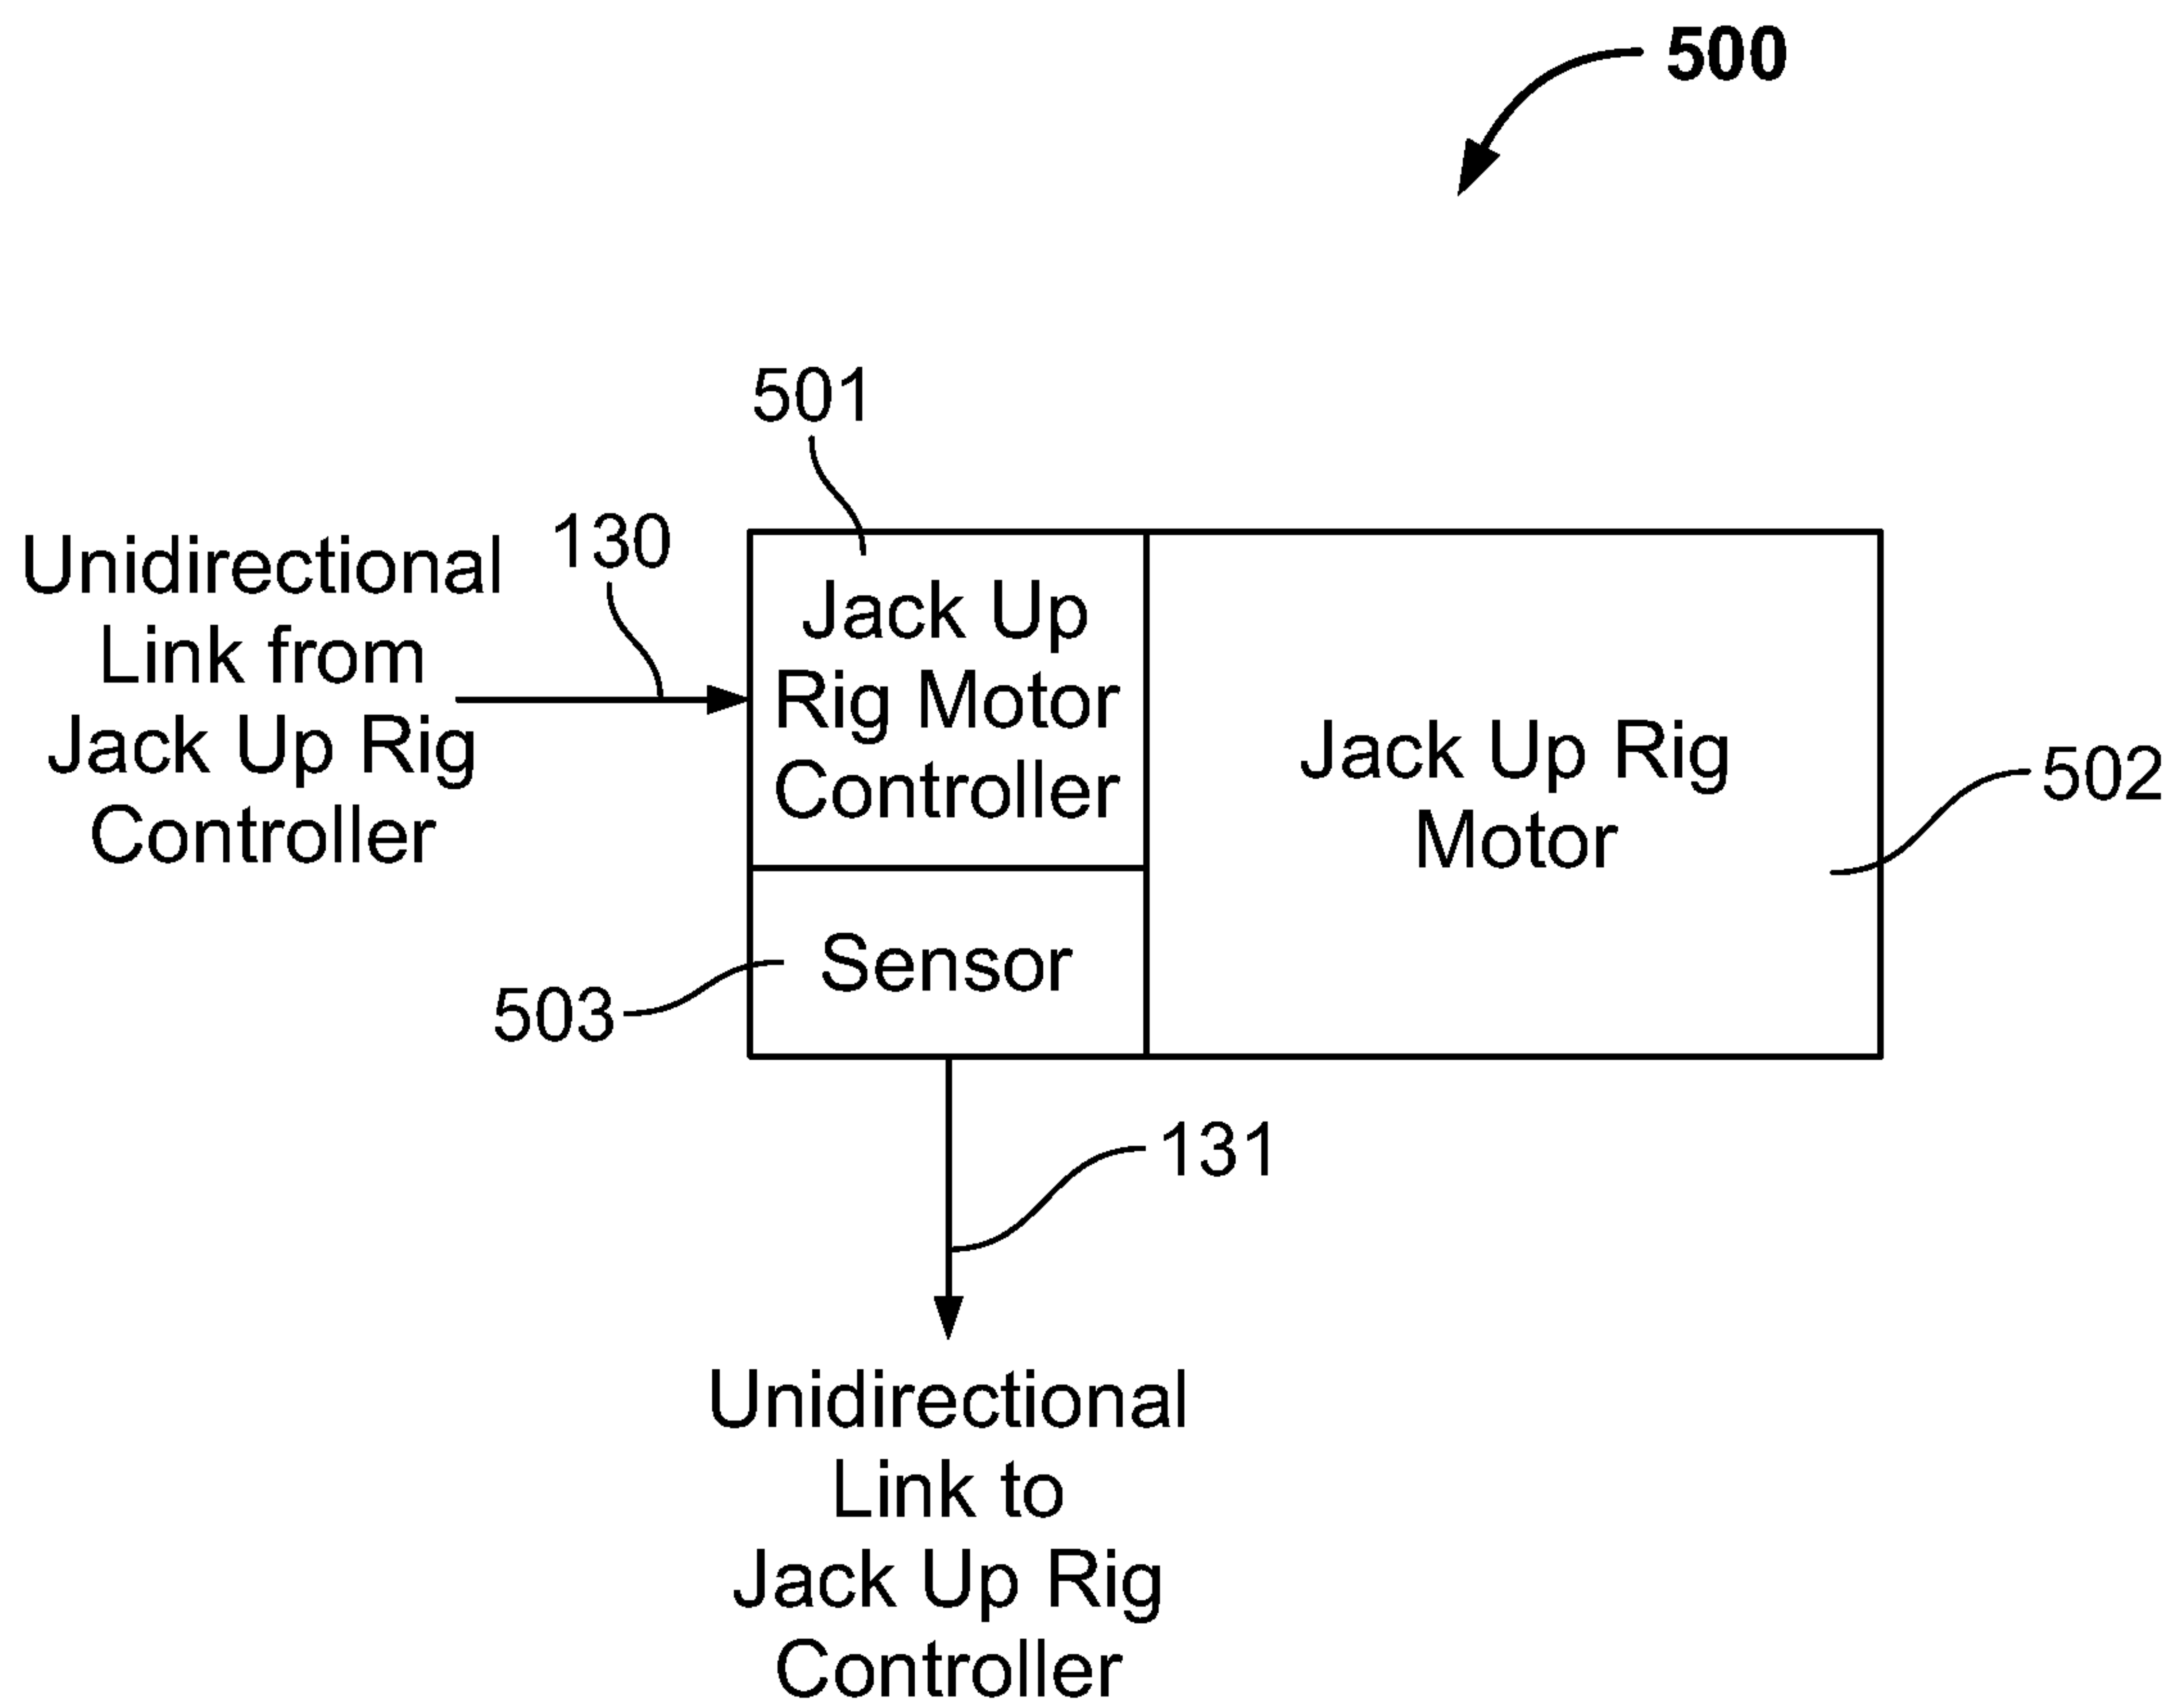 500
501
130
Unidirectional
Link from
Jack Up Rig
Controller
Jack Up
Rig Motor
Controller
Jack Up Rig
Motor
502
Sensor
503
131
Unidirectional
Link to
Jack Up Rig
Controller